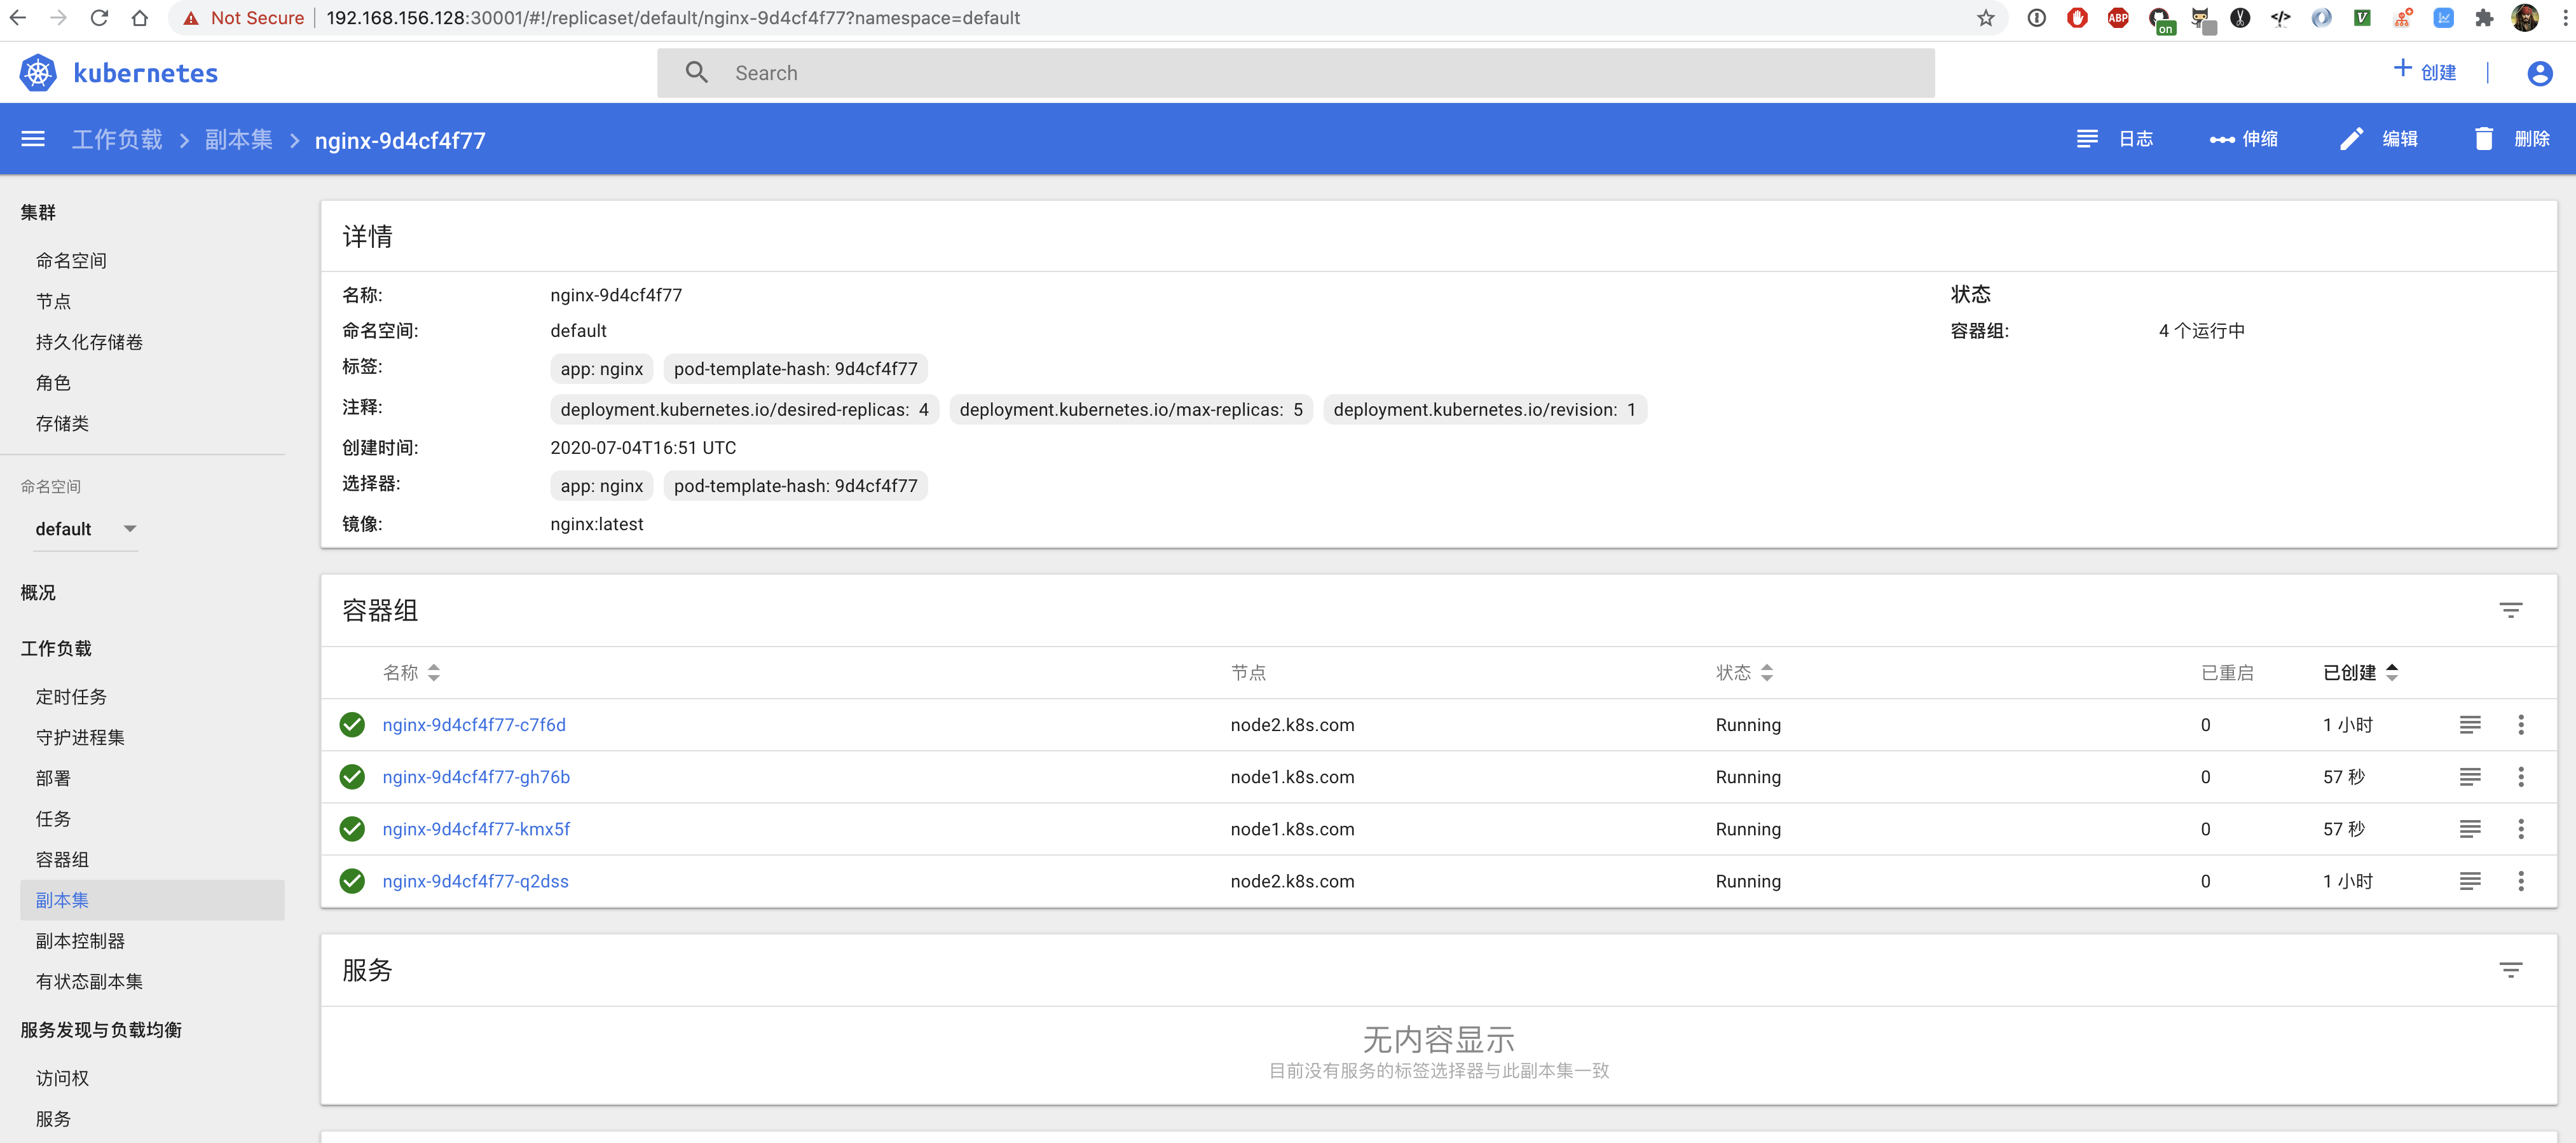 Not Secure | 192.168.156.128:30001/#!/replicaset/default/nginx-9d4cf4f77?namespace=default
ABP
on
kubernetes
Search
+ 创建
工作负载 > 副本集 > nginx-9d4cf4f77
日志 伸缩 编辑 删除
集群
命名空间
节点
持久化存储卷
角色
存储类
命名空间
default
概况
工作负载
定时任务
守护进程集
部署
任务
容器组
副本集
副本控制器
有状态副本集
服务发现与负载均衡
访问权
服务
详情
名称: nginx-9d4cf4f77
命名空间: default
标签: app: nginx pod-template-hash: 9d4cf4f77
注释: deployment.kubernetes.io/desired-replicas: 4 deployment.kubernetes.io/max-replicas: 5 deployment.kubernetes.io/revision: 1
创建时间: 2020-07-04T16:51 UTC
选择器: app: nginx pod-template-hash: 9d4cf4f77
镜像: nginx:latest
状态
容器组: 4 个运行中
容器组
名称 节点 状态 已重启 已创建
nginx-9d4cf4f77-c7f6d node2.k8s.com Running 0 1 小时
nginx-9d4cf4f77-gh76b node1.k8s.com Running 0 57 秒
nginx-9d4cf4f77-kmx5f node1.k8s.com Running 0 57 秒
nginx-9d4cf4f77-q2dss node2.k8s.com Running 0 1 小时
服务
无内容显示
目前没有服务的标签选择器与此副本集一致